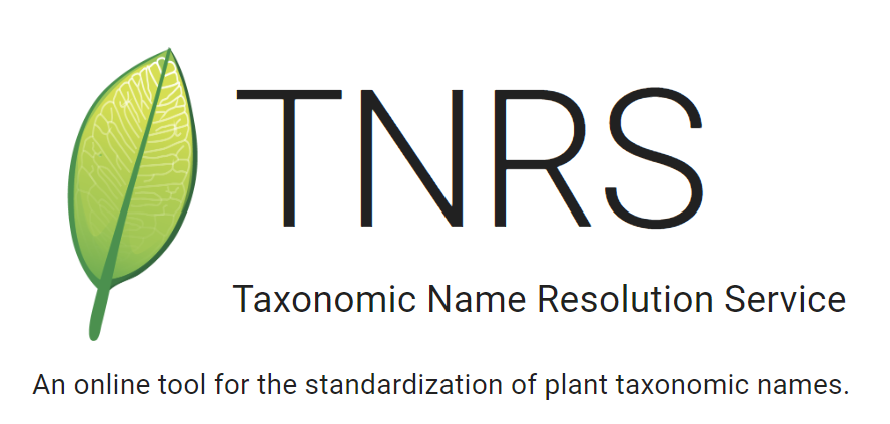 TNRS
Taxonomic Name Resolution Service
An online tool for the standardization of plant taxonomic names.